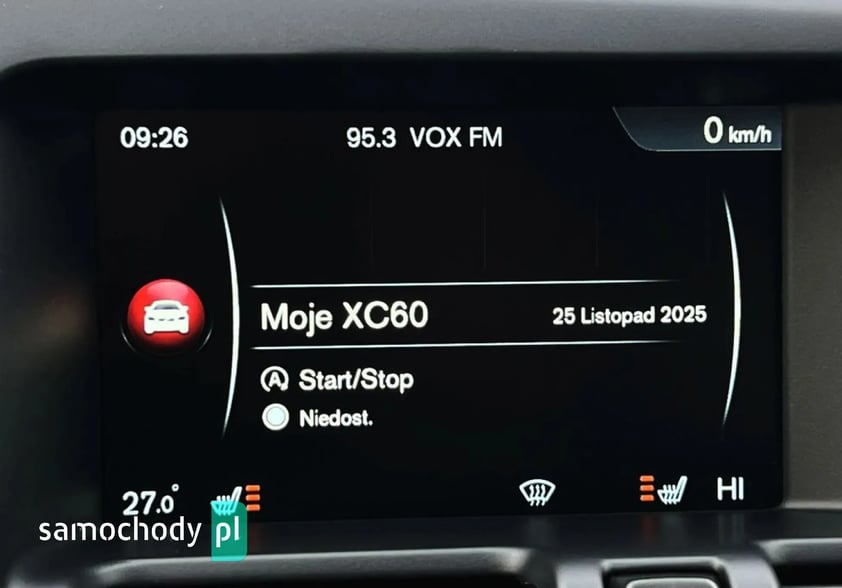 09:26 95.3 VOX FM 0 km/h
Moje XC60 25 Listopad 2025
A Start/Stop
Niedost.
27.0° HI
samochody pl